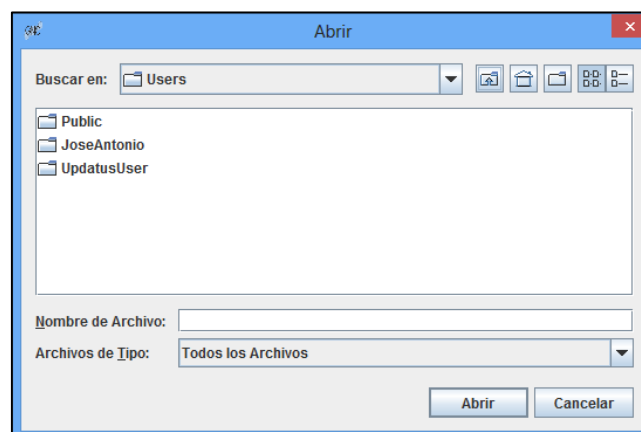 Abrir
Buscar en: Users
Public
JoseAntonio
UpdatusUser
Nombre de Archivo:
Archivos de Tipo: Todos los Archivos
Abrir Cancelar